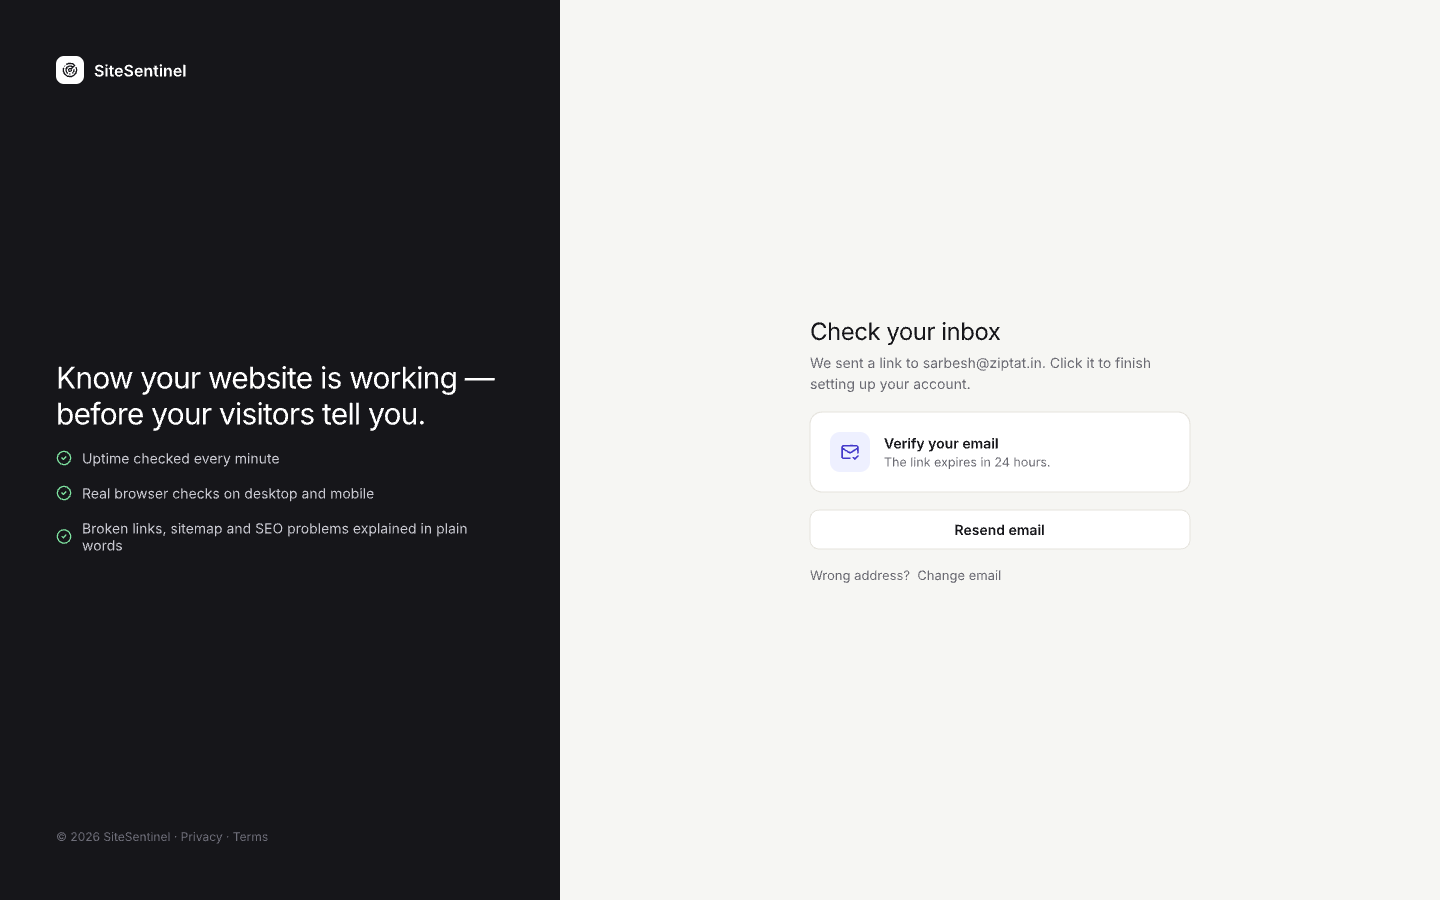 SiteSentinel
Know your website is working —
before your visitors tell you.
Uptime checked every minute
Real browser checks on desktop and mobile
Broken links, sitemap and SEO problems explained in plain
words
© 2026 SiteSentinel · Privacy · Terms
Check your inbox
We sent a link to sarbesh@ziptat.in. Click it to finish
setting up your account.
Verify your email
The link expires in 24 hours.
Resend email
Wrong address? Change email